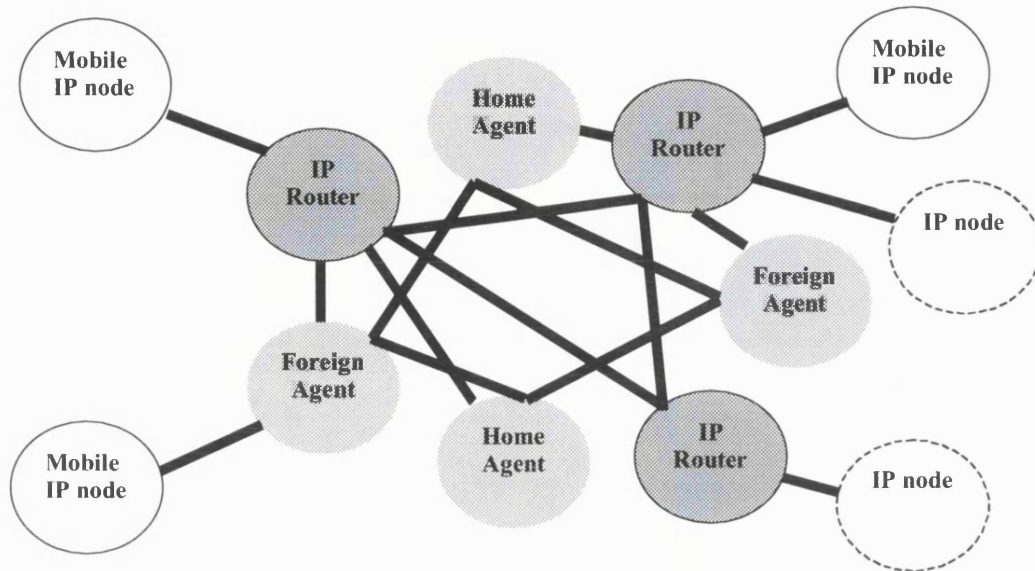 Mobile
IP node
Home
Agent
IP
Router
Mobile
IP node
IP
Router
IP node
Foreign
Agent
Foreign
Agent
Home
Agent
IP
Router
Mobile
IP node
IP node